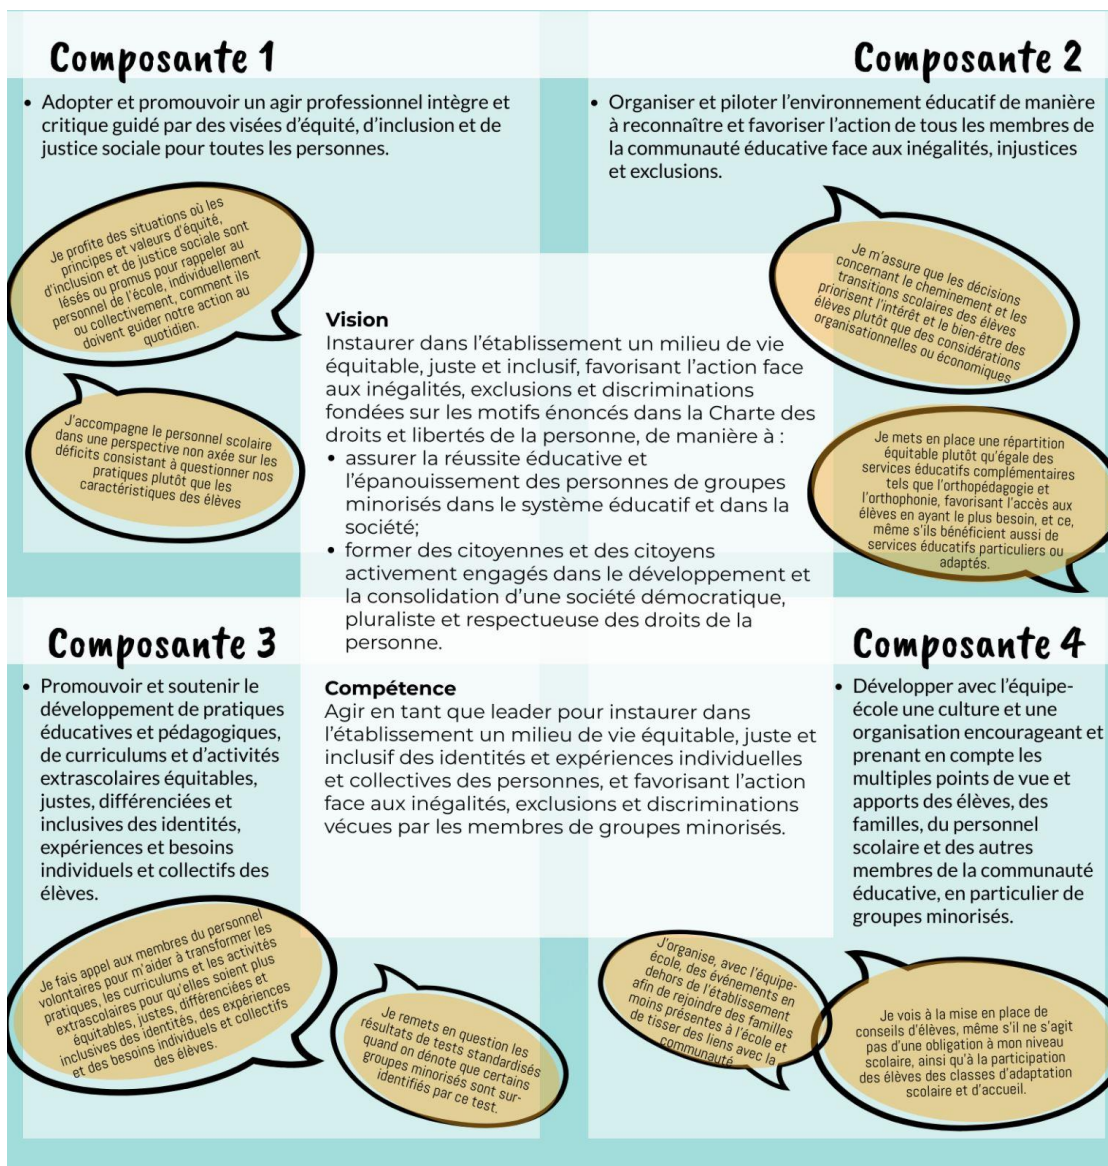 Composante 1
• Adopter et promouvoir un agir professionnel intègre et
critique guidé par des visées d'équité, d'inclusion et de
justice sociale pour toutes les personnes.
Je profite des situations où les
principes et valeurs d'équité,
d'inclusion et de justice sociale sont
lésés ou promus pour rappeler au
personnel de l'école, individuellement
ou collectivement, comment ils
doivent guider notre action au
quotidien.
J'accompagne le personnel scolaire
dans une perspective non axée sur les
déficits consistant à questionner nos
pratiques plutôt que les
caractéristiques des élèves
Composante 2
• Organiser et piloter l'environnement éducatif de manière
à reconnaître et favoriser l'action de tous les membres de
la communauté éducative face aux inégalités, injustices
et exclusions.
Je m'assure que les décisions
concernant le cheminement et les
transitions scolaires des élèves
priorisent l'intérêt et le bien-être des
élèves plutôt que des considérations
organisationnelles ou économiques
Je mets en place une répartition
équitable plutôt qu'égale des
services éducatifs complémentaires
tels que l'orthopédagogie et
l'orthophonie, favorisant l'accès aux
élèves en ayant le plus besoin, et ce,
même s'ils bénéficient aussi de
services éducatifs particuliers ou
adaptés.
Vision
Instaurer dans l'établissement un milieu de vie
équitable, juste et inclusif, favorisant l'action face
aux inégalités, exclusions et discriminations
fondées sur les motifs énoncés dans la Charte des
droits et libertés de la personne, de manière à :
• assurer la réussite éducative et
l'épanouissement des personnes de groupes
minorisés dans le système éducatif et dans la
société;
• former des citoyennes et des citoyens
activement engagés dans le développement et
la consolidation d'une société démocratique,
pluraliste et respectueuse des droits de la
personne.
Compétence
Agir en tant que leader pour instaurer dans
l'établissement un milieu de vie équitable, juste et
inclusif des identités et expériences individuelles
et collectives des personnes, et favorisant l'action
face aux inégalités, exclusions et discriminations
vécues par les membres de groupes minorisés.
Composante 3
• Promouvoir et soutenir le
développement de pratiques
éducatives et pédagogiques,
de curriculums et d'activités
extrascolaires équitables,
justes, différenciées et
inclusives des identités,
expériences et besoins
individuels et collectifs des
élèves.
Je fais appel aux membres du personnel
volontaires pour m'aider à transformer les
pratiques, les curriculums et les activités
extrascolaires pour qu'elles soient plus
équitables, justes, différenciées et
inclusives des identités, des expériences
et des besoins individuels et collectifs
des élèves.
Je remets en question les
résultats de tests standardisés
quand on dénote que certains
groupes minorisés sont sur-
identifiés par ce test.
Composante 4
• Développer avec l'équipe-
école une culture et une
organisation encourageant et
prenant en compte les
multiples points de vue et
apports des élèves, des
familles, du personnel
scolaire et des autres
membres de la communauté
éducative, en particulier de
groupes minorisés.
J'organise, avec l'équipe-
école, des événements en
dehors de l'établissement
afin de rejoindre des familles
moins présentes à l'école et
de tisser des liens avec la
communauté
Je vois à la mise en place de
conseils d'élèves, même s'il ne s'agit
pas d'une obligation à mon niveau
scolaire, ainsi qu'à la participation
des élèves des classes d'adaptation
scolaire et d'accueil.